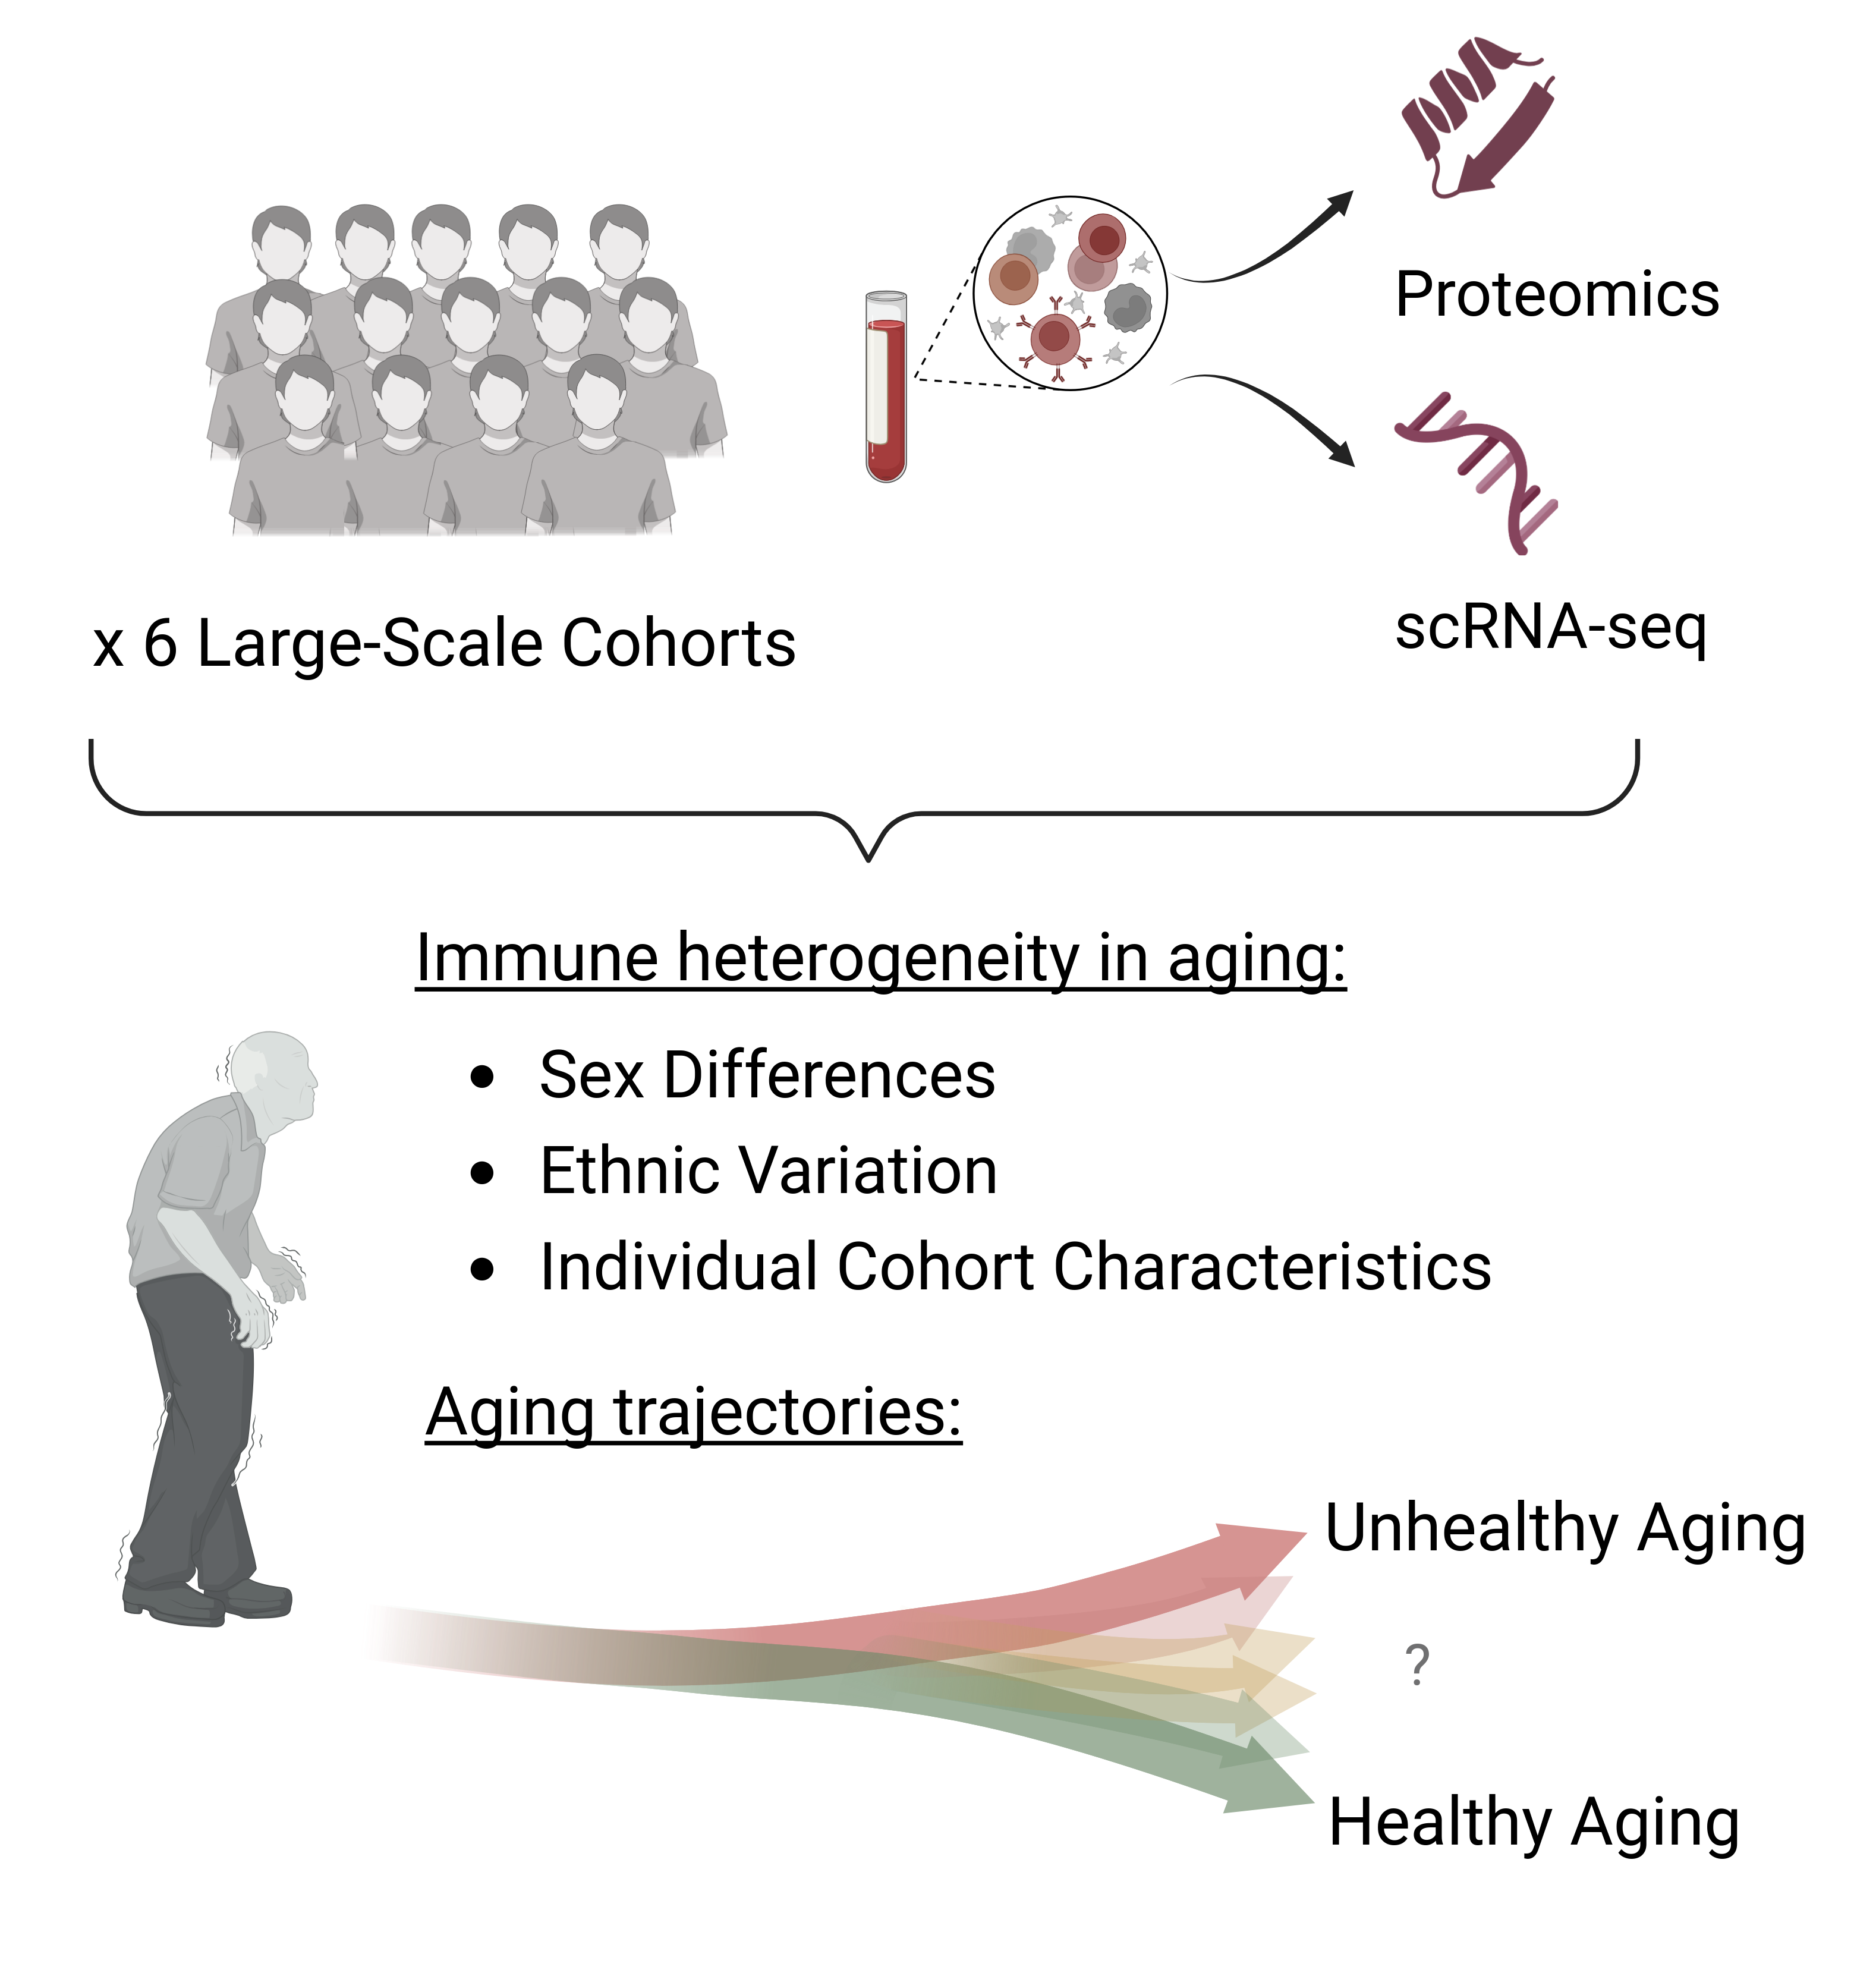 Proteomics
x 6 Large-Scale Cohorts
scRNA-seq
Immune heterogeneity in aging:
• Sex Differences
• Ethnic Variation
• Individual Cohort Characteristics
Aging trajectories:
Unhealthy Aging
?
Healthy Aging